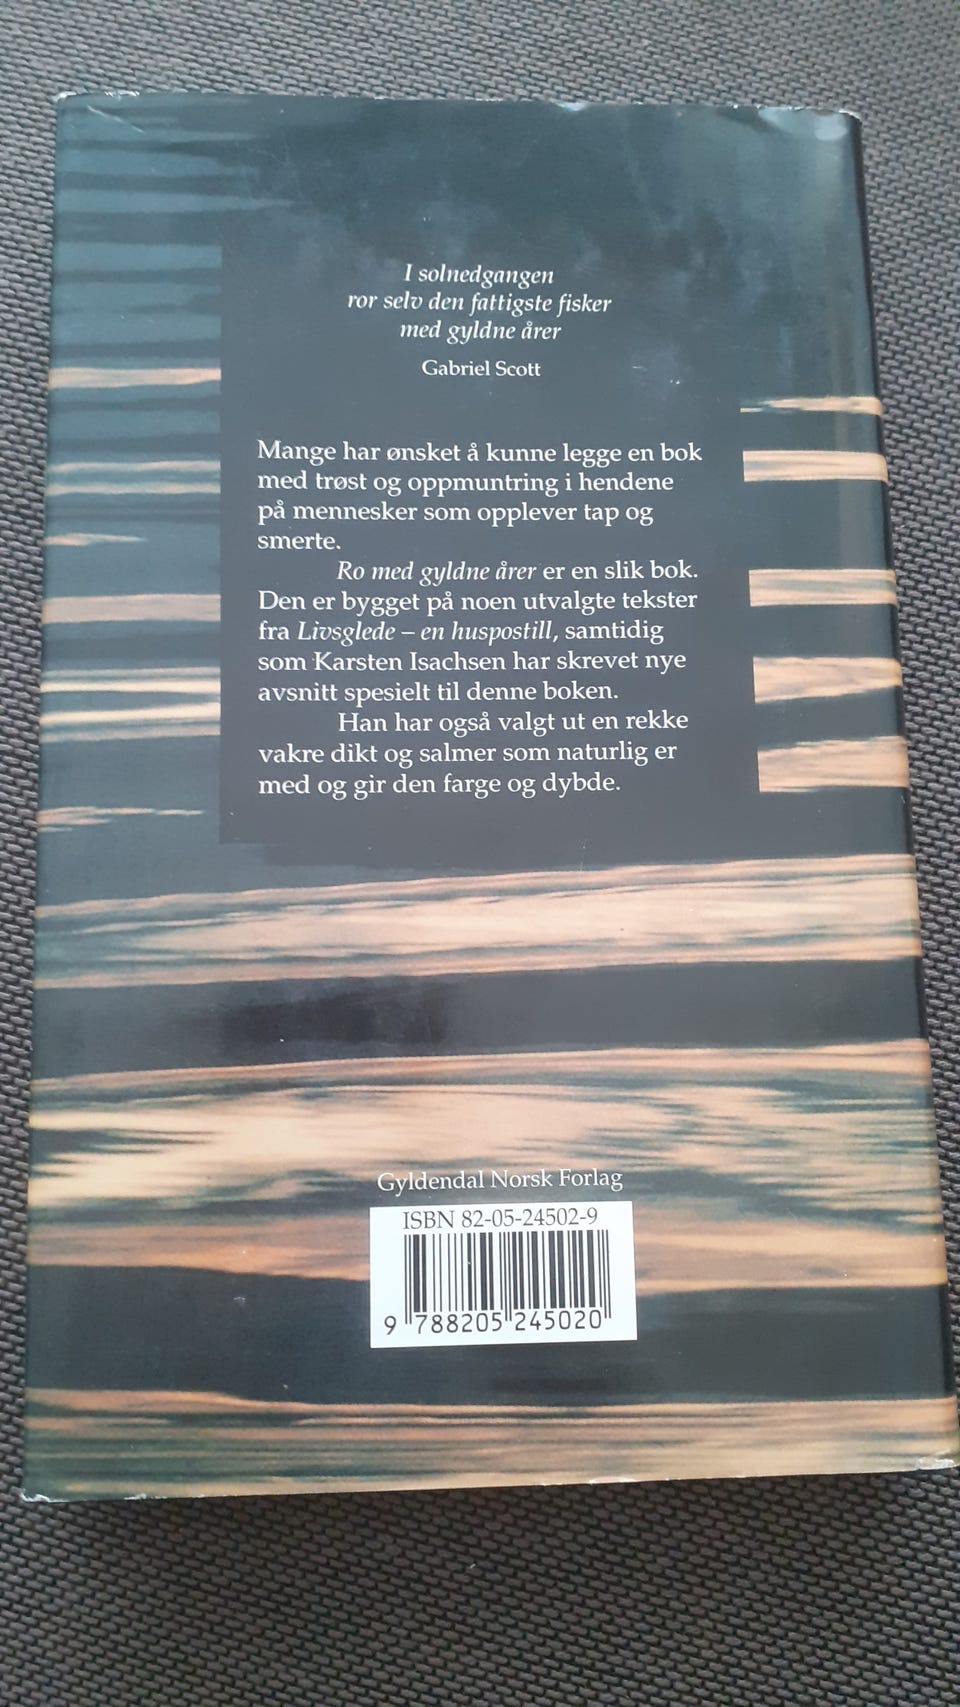 I solnedgangen
ror selv den fattigste fisker
med gyldne årer
Gabriel Scott
Mange har ønsket å kunne legge en bok
med trøst og oppmuntring i hendene
på mennesker som opplever tap og
smerte.
Ro med gyldne årer er en slik bok.
Den er bygget på noen utvalgte tekster
fra Livsglede – en huspostill, samtidig
som Karsten Isachsen har skrevet nye
avsnitt spesielt til denne boken.
Han har også valgt ut en rekke
vakre dikt og salmer som naturlig er
med og gir den farge og dybde.
Gyldendal Norsk Forlag
ISBN 82-05-24502-9
9 788205 245020